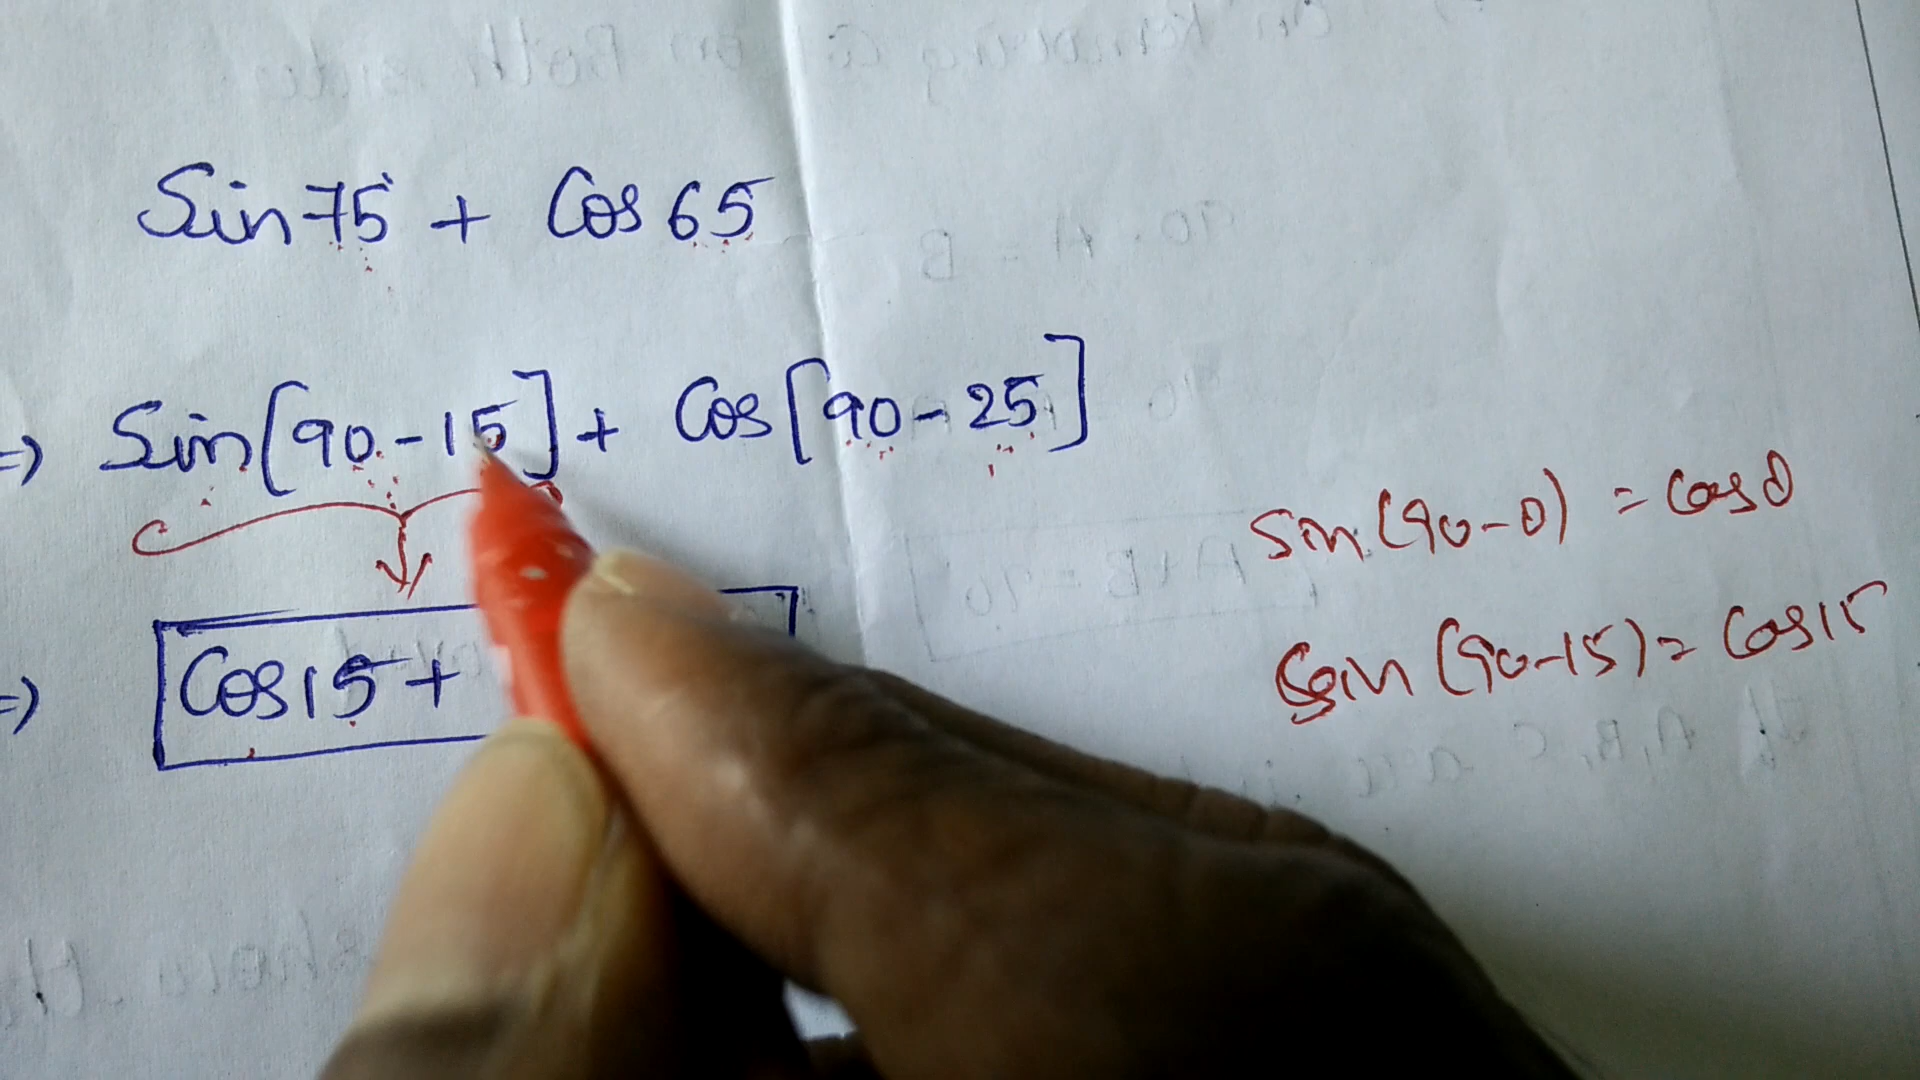 Sin 75 + Cos 65
=> Sin [90-15] + Cos [90-25]
sin (90-θ) = cosθ
=> Cos 15 +
Sin (90-15) = Cos 15